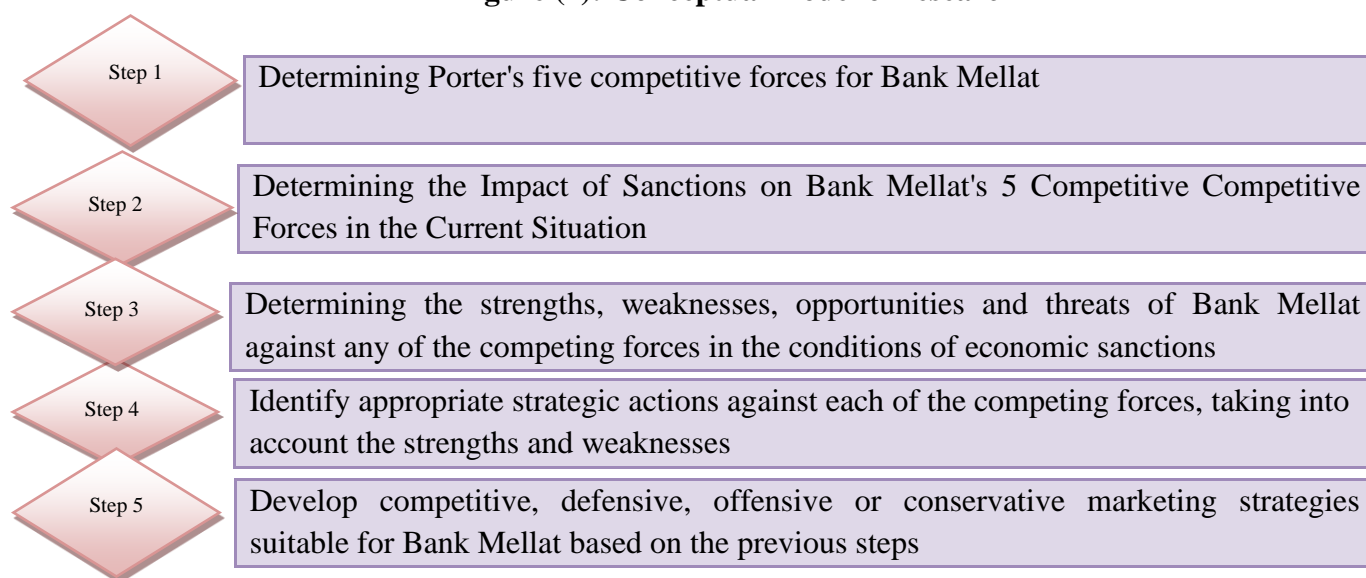 Step 1
Determining Porter's five competitive forces for Bank Mellat
Step 2
Determining the Impact of Sanctions on Bank Mellat's 5 Competitive Competitive
Forces in the Current Situation
Step 3
Determining the strengths, weaknesses, opportunities and threats of Bank Mellat
against any of the competing forces in the conditions of economic sanctions
Step 4
Identify appropriate strategic actions against each of the competing forces, taking into
account the strengths and weaknesses
Step 5
Develop competitive, defensive, offensive or conservative marketing strategies
suitable for Bank Mellat based on the previous steps